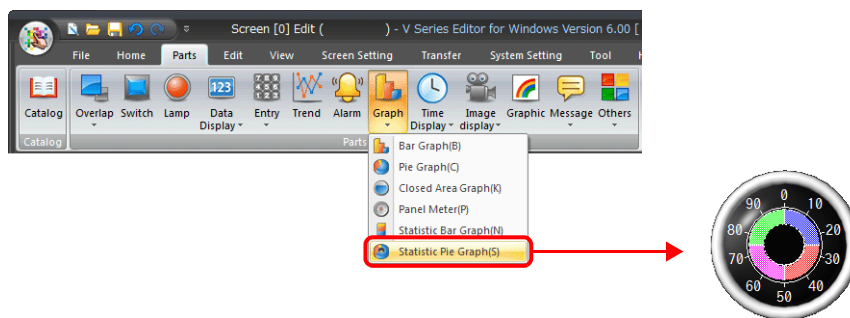 Screen [0] Edit ( ) - V Series Editor for Windows Version 6.00 [
File Home Parts Edit View Screen Setting Transfer System Setting Tool
123
Catalog Overlap Switch Lamp Data Display Entry Trend Alarm Graph Time Display Image display Graphic Message Others
Catalog Parts
Bar Graph(B)
Pie Graph(C)
Closed Area Graph(K)
Panel Meter(P)
Statistic Bar Graph(N)
Statistic Pie Graph(S)
0
90 10
80 20
70 30
60 40
50